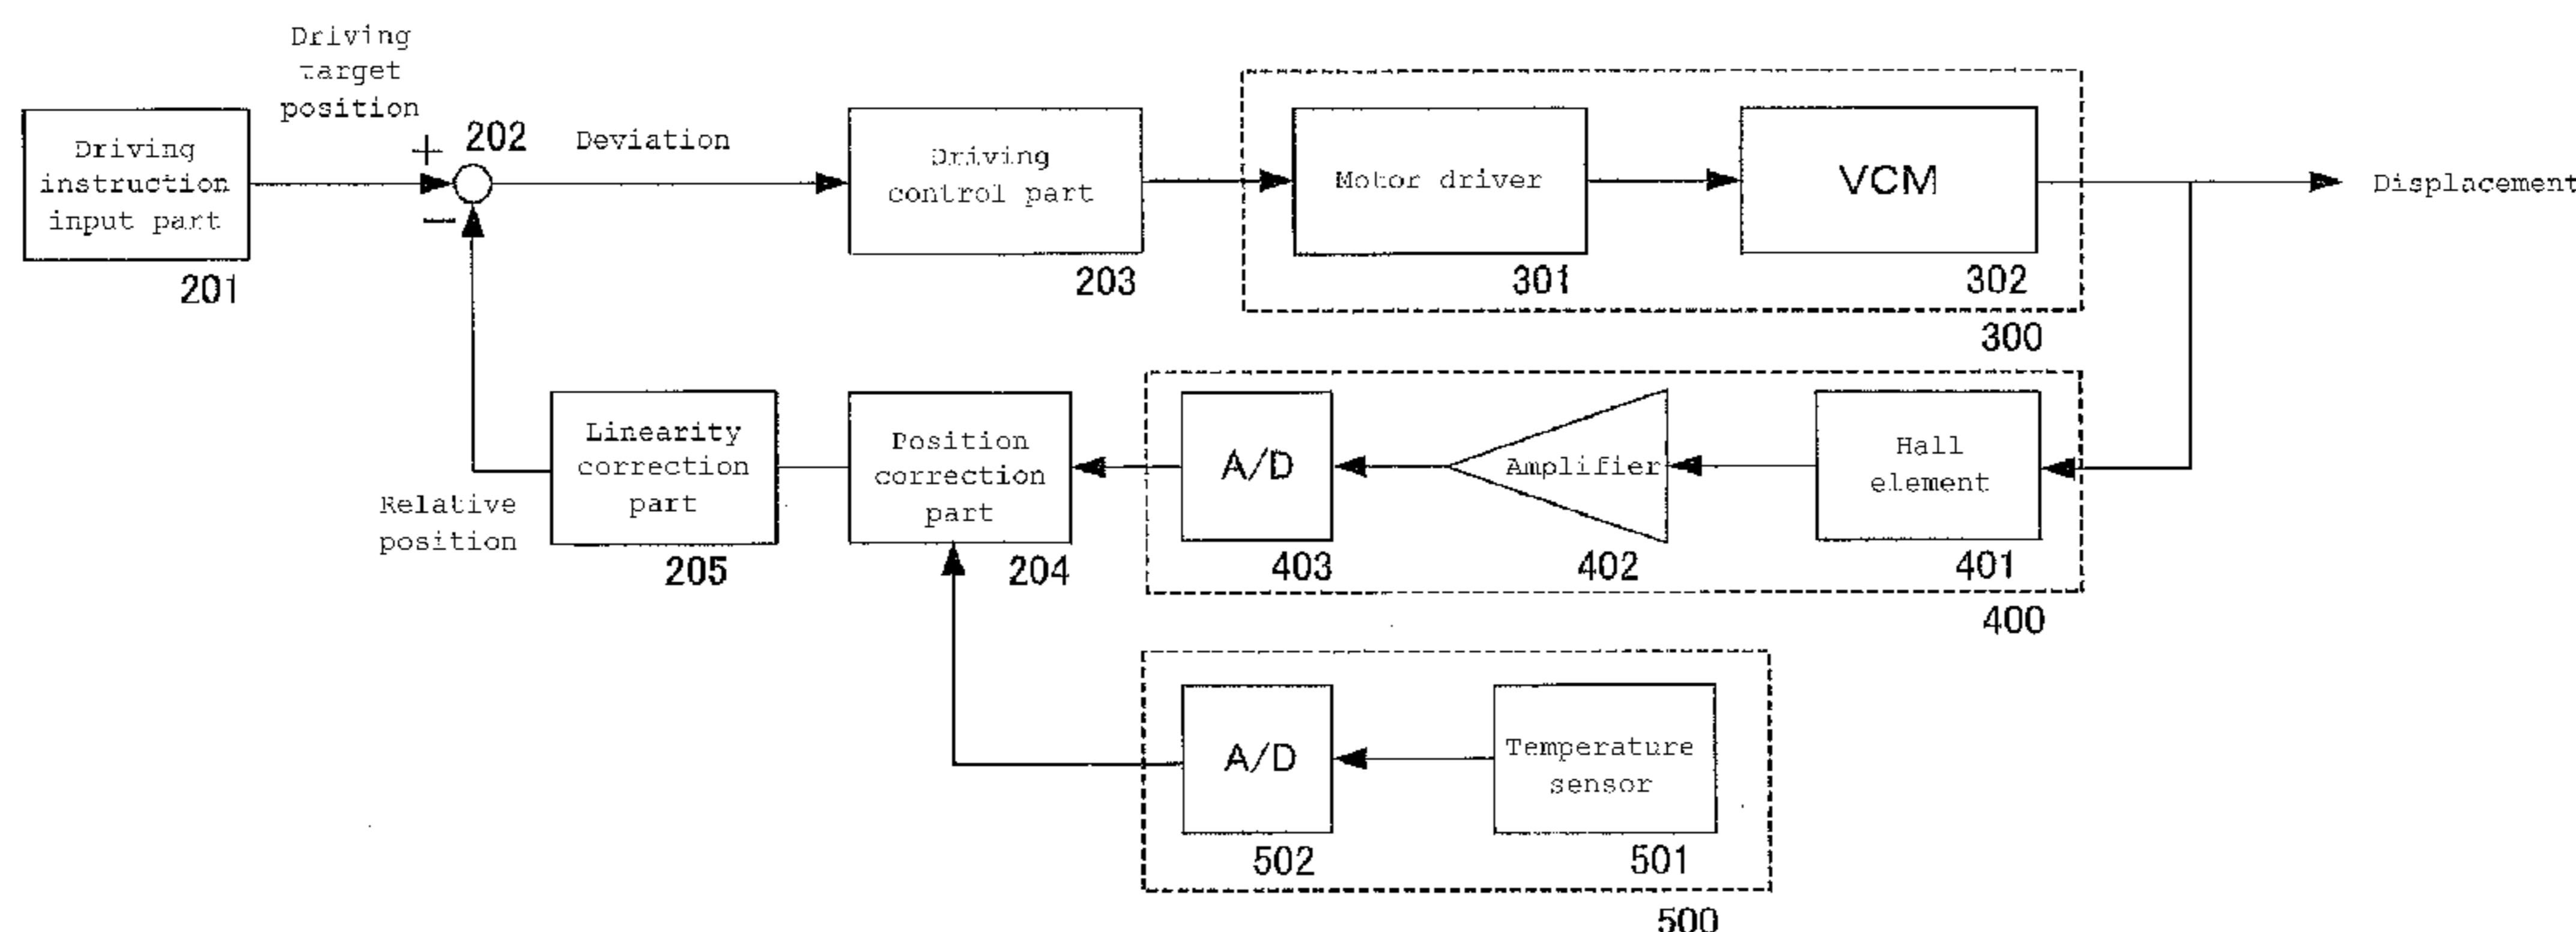 Driving
target
position
Driving
instruction
input part
201
+
−
202
Deviation
Driving
control part
203
Motor driver
301
VCM
302
300
Displacement
Relative
position
Linearity
correction
part
205
Position
correction
part
204
A/D
403
Amplifier
402
Hall
element
401
400
A/D
502
Temperature
sensor
501
500